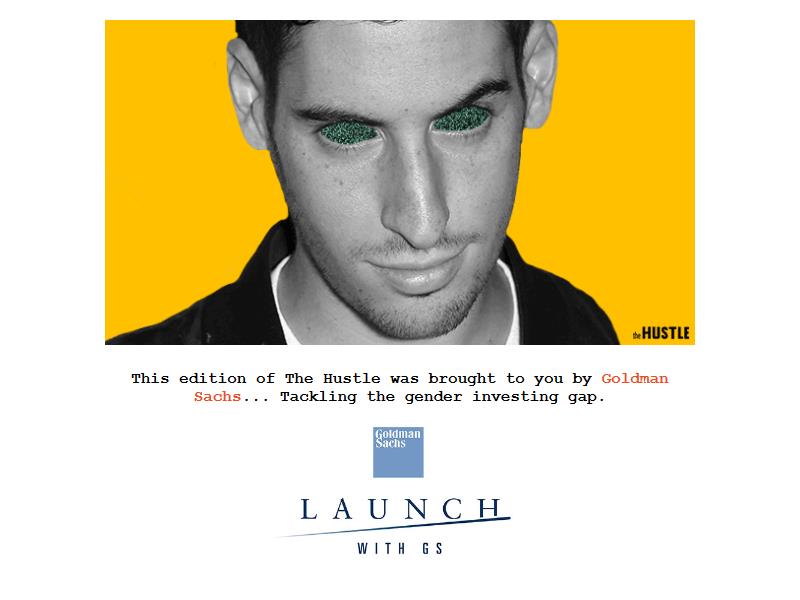 the HUSTLE
This edition of The Hustle was brought to you by Goldman
Sachs... Tackling the gender investing gap.
Goldman
Sachs
LAUNCH
WITH GS